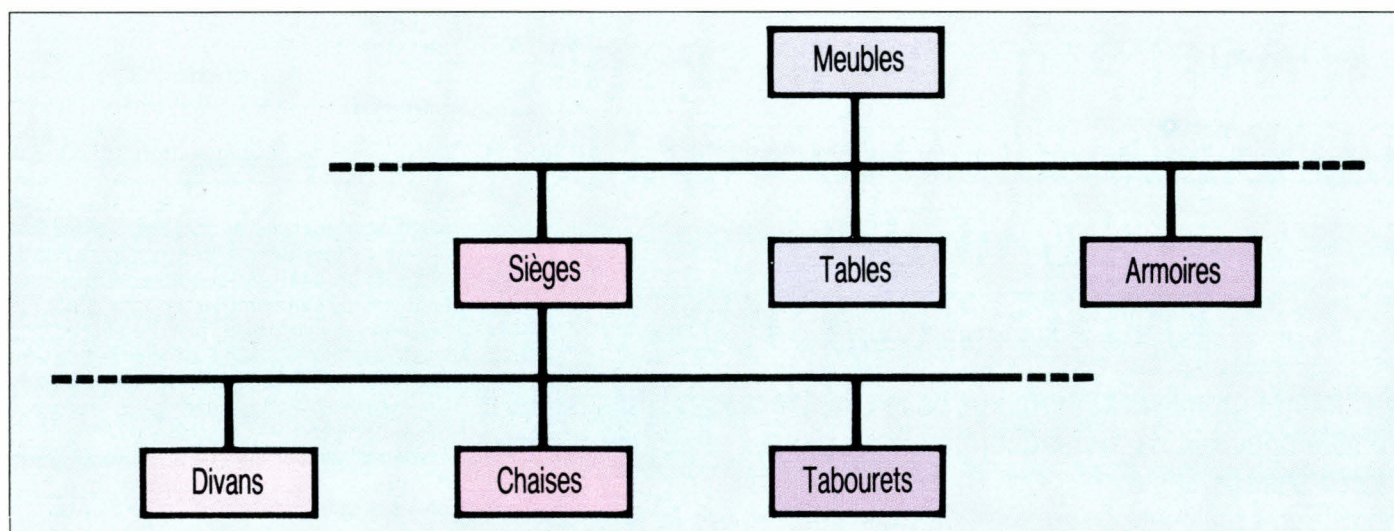 Meubles
Sièges
Tables
Armoires
Divans
Chaises
Tabourets